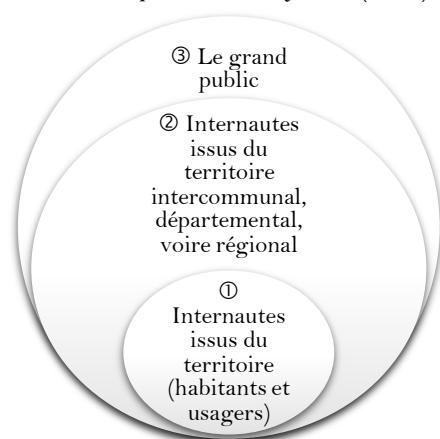 ③ Le grand
public
② Internautes
issus du
territoire
intercommunal,
départemental,
voire régional
①
Internautes
issus du
territoire
(habitants et
usagers)